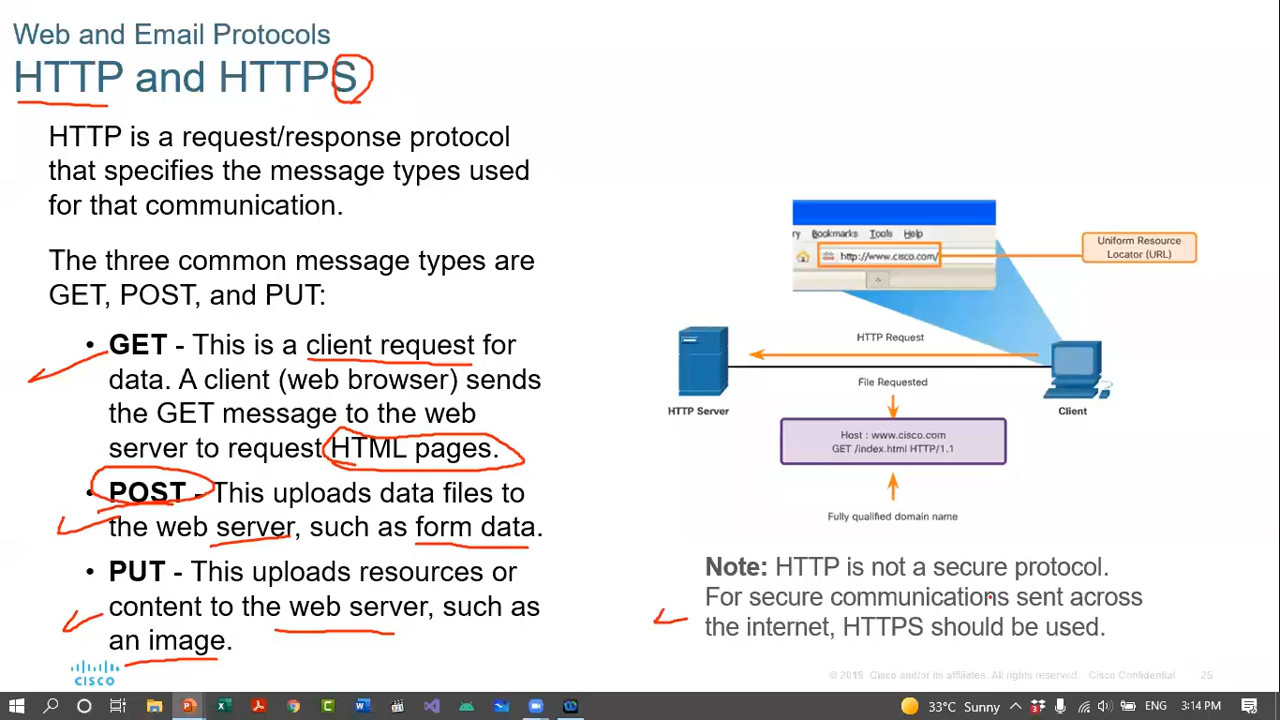 Web and Email Protocols
HTTP and HTTPS
HTTP is a request/response protocol
that specifies the message types used
for that communication.
The three common message types are
GET, POST, and PUT:
• GET - This is a client request for
data. A client (web browser) sends
the GET message to the web
server to request HTML pages.
• POST - This uploads data files to
the web server, such as form data.
• PUT - This uploads resources or
content to the web server, such as
an image.
ry Bookmarks Tools Help
http://www.cisco.com/
Uniform Resource
Locator (URL)
HTTP Request
File Requested
HTTP Server
Client
Host : www.cisco.com
GET /index.html HTTP/1.1
Fully qualified domain name
Note: HTTP is not a secure protocol.
For secure communications sent across
the internet, HTTPS should be used.
CISCO
© 2019 Cisco and/or its affiliates. All rights reserved. Cisco Confidential 25
33°C Sunny ENG 3:14 PM